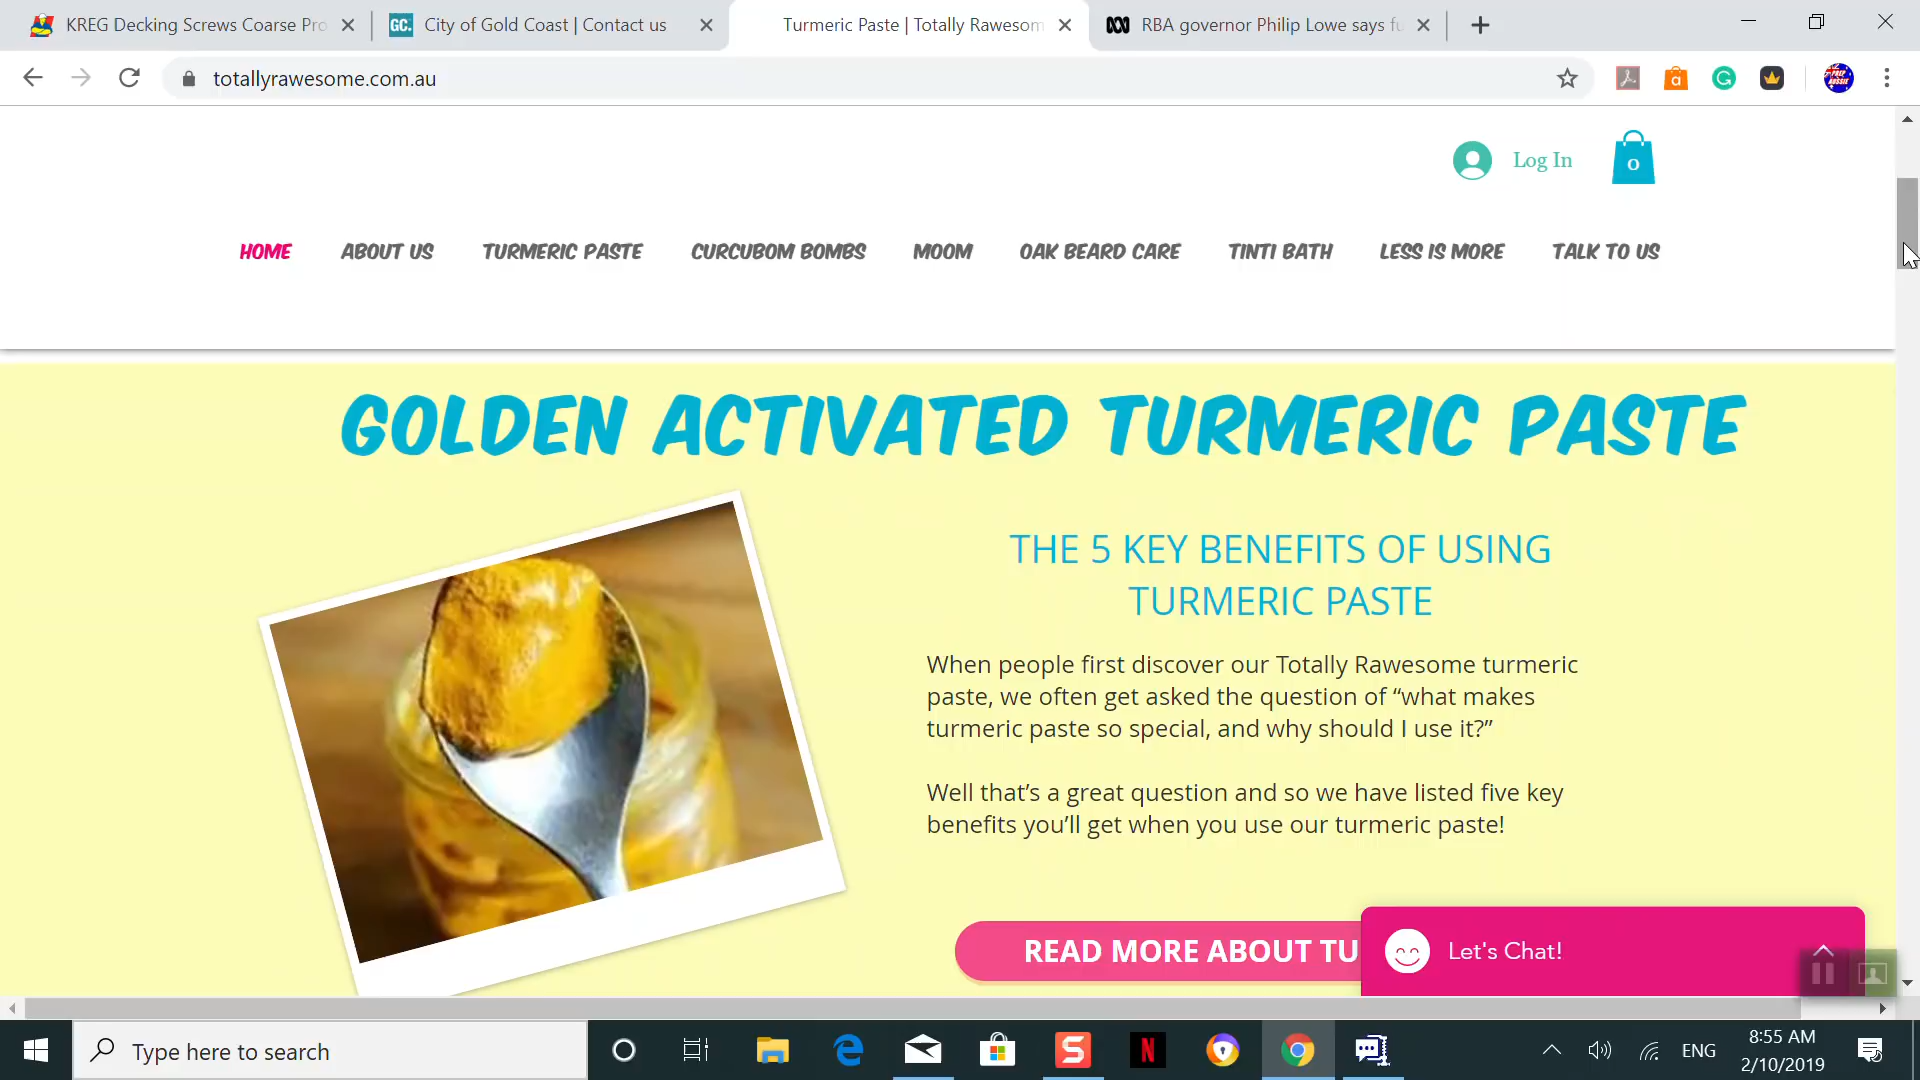 KREG Decking Screws Coarse Pro
GC. City of Gold Coast | Contact us
Turmeric Paste | Totally Rawesom
RBA governor Philip Lowe says fu
totallyrawesome.com.au
Log In
0
HOME ABOUT US TURMERIC PASTE CURCUBOM BOMBS MOOM OAK BEARD CARE TINTI BATH LESS IS MORE TALK TO US
GOLDEN ACTIVATED TURMERIC PASTE
THE 5 KEY BENEFITS OF USING
TURMERIC PASTE
When people first discover our Totally Rawesome turmeric
paste, we often get asked the question of “what makes
turmeric paste so special, and why should I use it?”
Well that’s a great question and so we have listed five key
benefits you’ll get when you use our turmeric paste!
READ MORE ABOUT TU
Let's Chat!
Type here to search
ENG
8:55 AM
2/10/2019